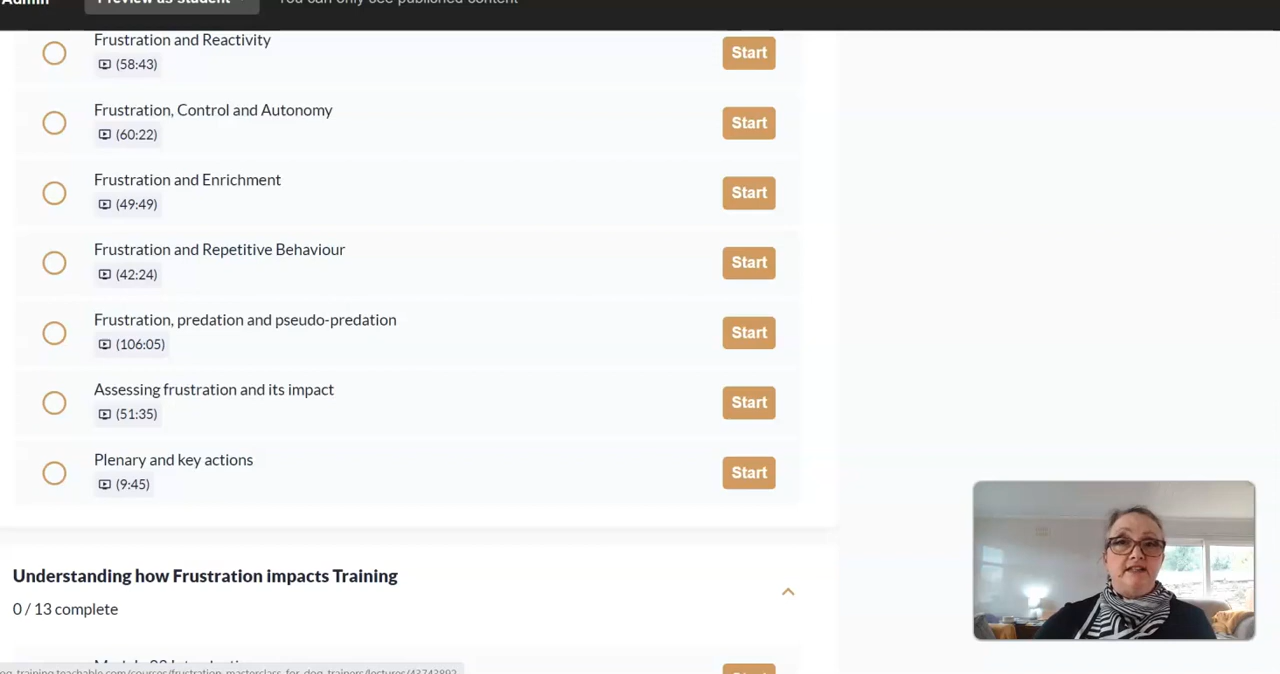 Admin
Preview as student
You can only see published content
Frustration and Reactivity
(58:43)
Start
Frustration, Control and Autonomy
(60:22)
Start
Frustration and Enrichment
(49:49)
Start
Frustration and Repetitive Behaviour
(42:24)
Start
Frustration, predation and pseudo-predation
(106:05)
Start
Assessing frustration and its impact
(51:35)
Start
Plenary and key actions
(9:45)
Start
Understanding how Frustration impacts Training
0 / 13 complete